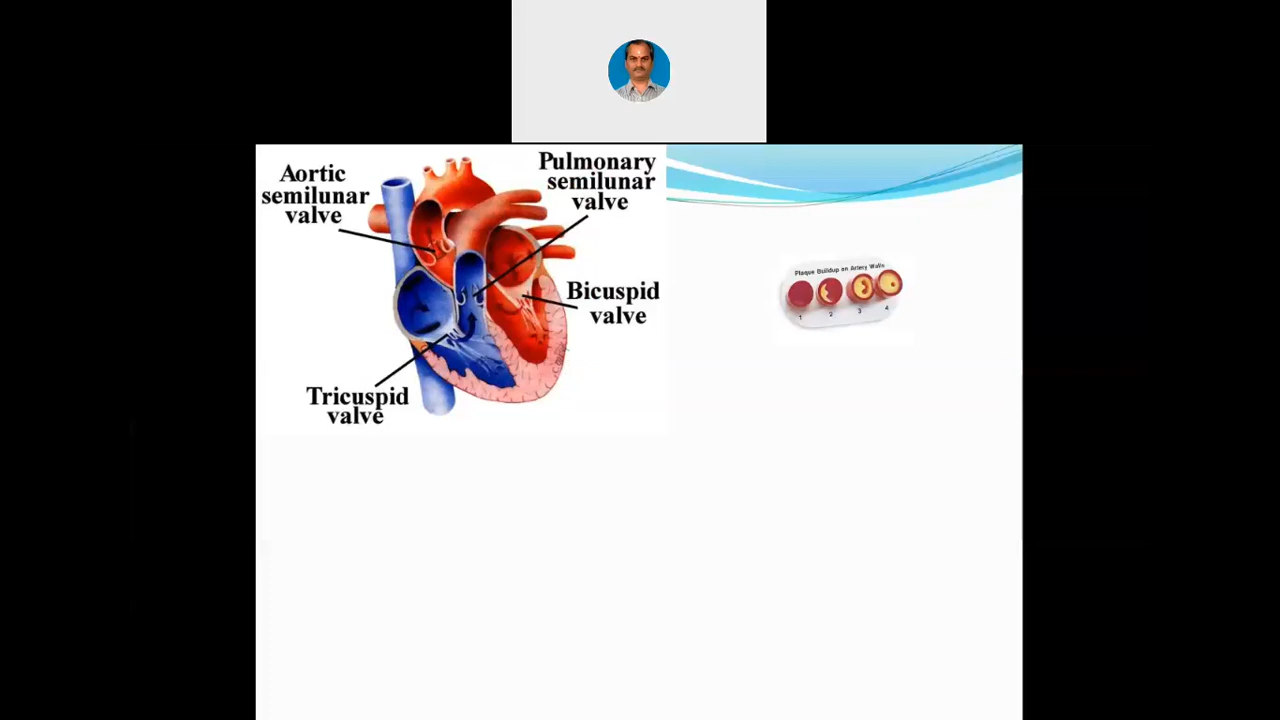 Aortic
semilunar
valve
Pulmonary
semilunar
valve
Bicuspid
valve
Tricuspid
valve
Plaque Buildup on Artery Walls
1 2 3 4